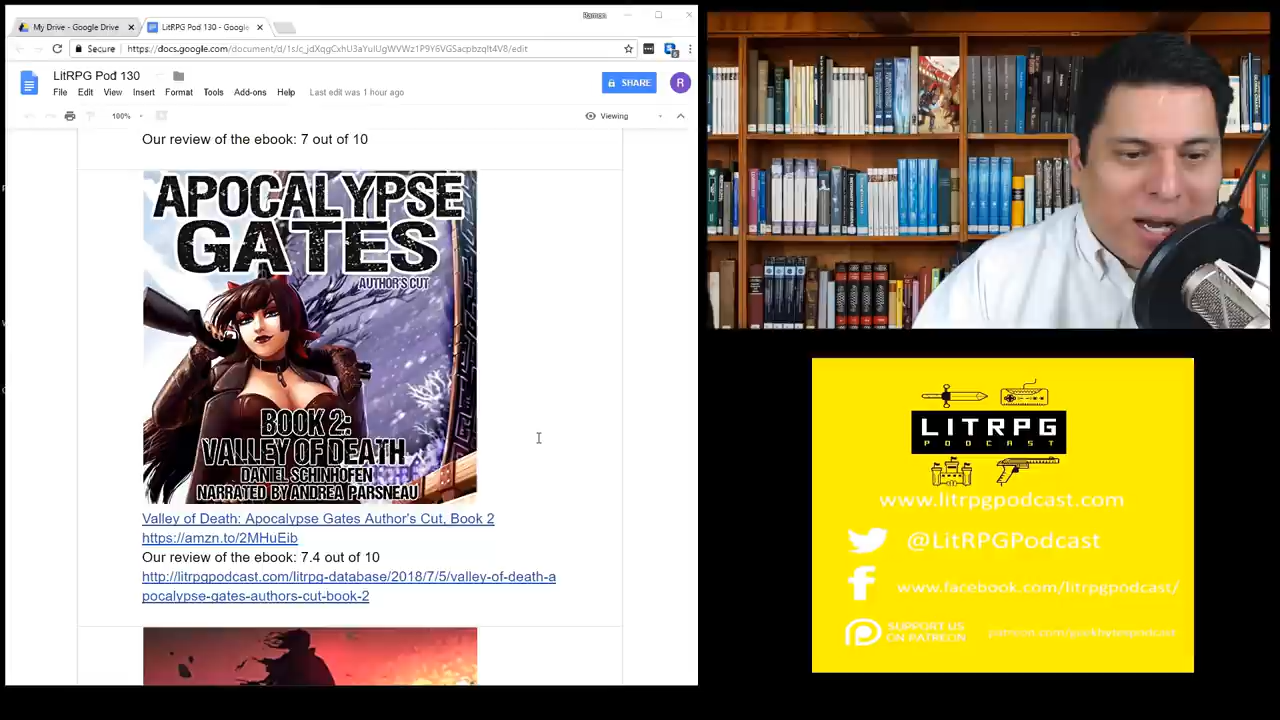 Ramon
My Drive - Google Drive
LitRPG Pod 130 - Google
Secure
https://docs.google.com/document/d/1sJc_jdXqgCxhU3aYulUgWVWz1P9Y6VGSacpbzqIt4V8/edit
LitRPG Pod 130
File Edit View Insert Format Tools Add-ons Help Last edit was 1 hour ago
SHARE
R
100%
Viewing
Our review of the ebook: 7 out of 10
APOCALYPSE
GATES
AUTHOR'S CUT
BOOK 2:
VALLEY OF DEATH
DANIEL SCHINHOFEN
NARRATED BY ANDREA PARSNEAU
Valley of Death: Apocalypse Gates Author's Cut, Book 2
https://amzn.to/2MHuEib
Our review of the ebook: 7.4 out of 10
http://litrpgpodcast.com/litrpg-database/2018/7/5/valley-of-death-a
pocalypse-gates-authors-cut-book-2
LITRPG
PODCAST
www.litrpgpodcast.com
@LitRPGPodcast
www.facebook.com/litrpgpodcast/
SUPPORT US
ON PATREON